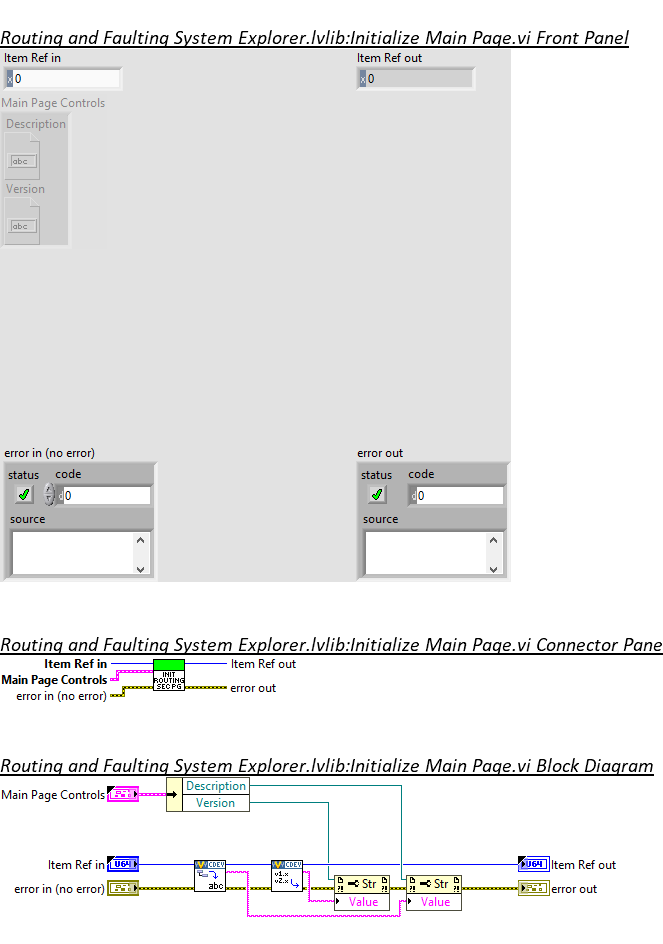 Routing and Faulting System Explorer.lvlib:Initialize Main Page.vi Front Panel
Item Ref in
Item Ref out
x 0
x 0
Main Page Controls
Description
abc
Version
abc
error in (no error)
error out
status
code
status
code
d 0
d 0
source
source
Routing and Faulting System Explorer.lvlib:Initialize Main Page.vi Connector Pane
Item Ref in
Item Ref out
Main Page Controls
error in (no error)
error out
INIT
ROUTING
SEC PG
Routing and Faulting System Explorer.lvlib:Initialize Main Page.vi Block Diagram
Main Page Controls
Description
Version
Item Ref in
U64
CDEV
abc
CDEV
v1.x
v2.x
U64
Item Ref out
error in (no error)
?! Str
Value
?! Str
Value
error out